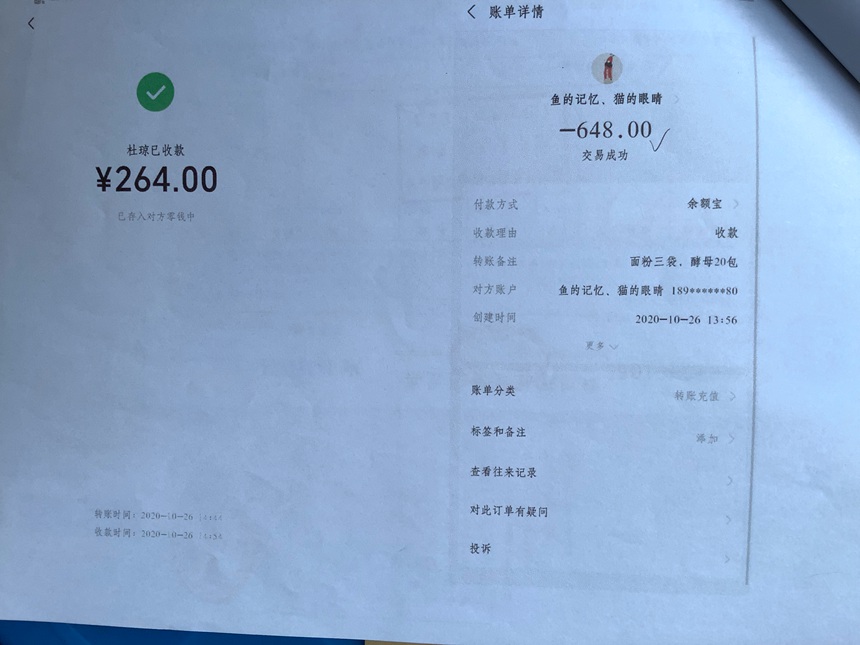 杜琼已收款
¥264.00
已存入对方零钱中
转账时间：2020-10-26
收款时间：2020-10-26
账单详情
鱼的记忆、猫的眼睛
-648.00
交易成功
付款方式 余额宝
收款理由 收款
转账备注 面粉三袋．酵母20包
对方账户 鱼的记忆、猫的眼睛 189******80
创建时间 2020-10-26 13:56
更多
账单分类 转账充值
标签和备注 添加
查看往来记录
对此订单有疑问
投诉